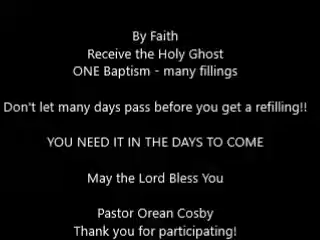 By Faith
Receive the Holy Ghost
ONE Baptism - many fillings
Don't let many days pass before you get a refilling!!
YOU NEED IT IN THE DAYS TO COME
May the Lord Bless You
Pastor Orean Cosby
Thank you for participating!